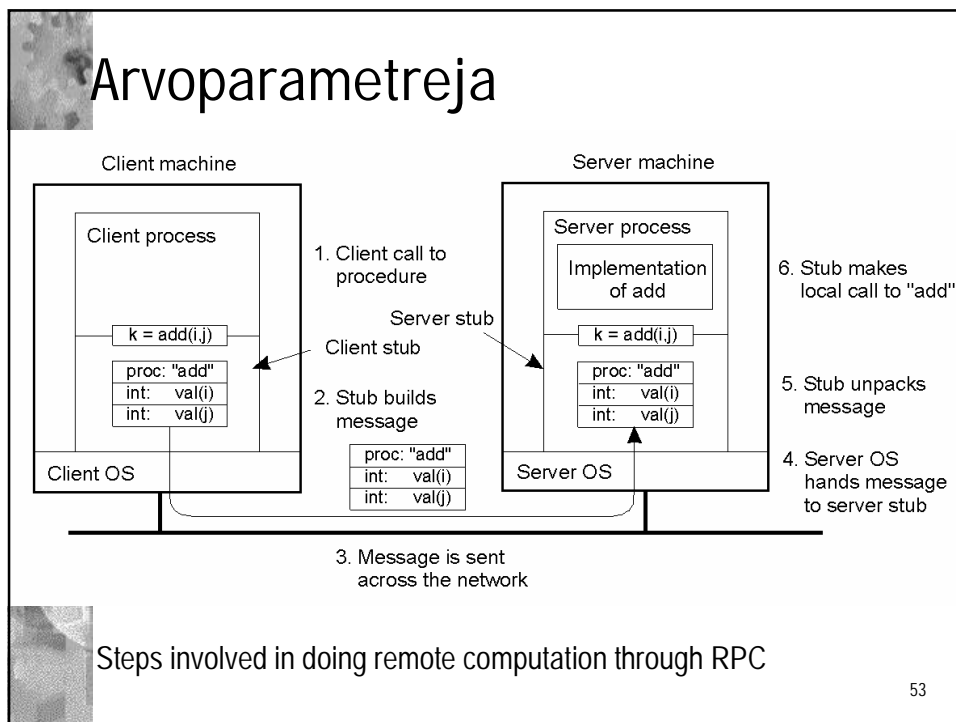 Arvoparametreja
Client machine
Server machine
Client process
1. Client call to
procedure
Server process
Implementation
of add
6. Stub makes
local call to "add"
Server stub
k = add(i,j)
Client stub
k = add(i,j)
proc: "add"
int: val(i)
int: val(j)
2. Stub builds
message
proc: "add"
int: val(i)
int: val(j)
5. Stub unpacks
message
proc: "add"
int: val(i)
int: val(j)
4. Server OS
hands message
to server stub
Client OS
Server OS
3. Message is sent
across the network
Steps involved in doing remote computation through RPC
53